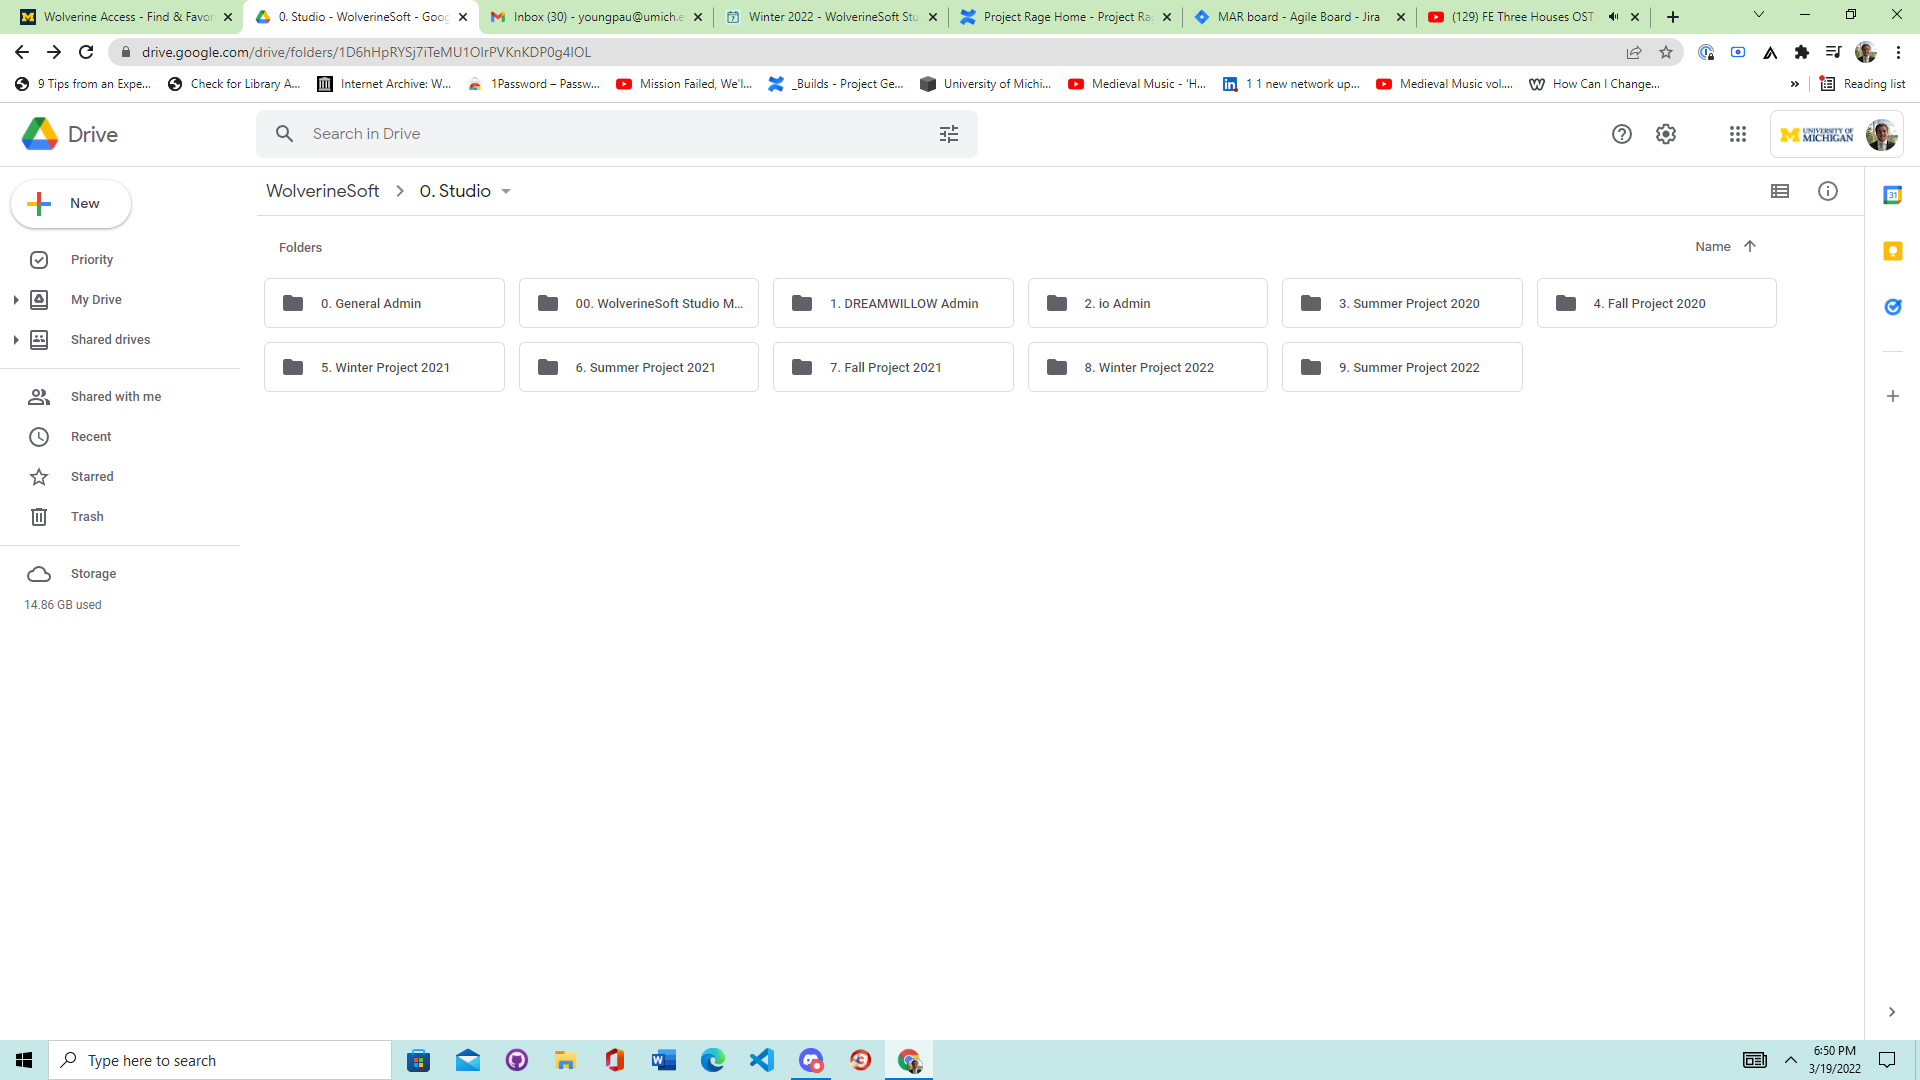 Wolverine Access - Find & Favor
0. Studio - WolverineSoft - Goog
Inbox (30) - youngpau@umich.e
Winter 2022 - WolverineSoft Stu
Project Rage Home - Project Rag
MAR board - Agile Board - Jira
(129) FE Three Houses OST
drive.google.com/drive/folders/1D6hHpRYSj7iTeMU1OlrPVKnKDP0g4lOL
9 Tips from an Expe...
Check for Library A...
Internet Archive: W...
1Password – Passw...
Mission Failed, We'l...
_Builds - Project Ge...
University of Michi...
Medieval Music - 'H...
1 1 new network up...
Medieval Music vol....
How Can I Change...
»
Reading list
Drive
Search in Drive
UNIVERSITY OF
MICHIGAN
New
WolverineSoft
0. Studio
Priority
My Drive
Shared drives
Shared with me
Recent
Starred
Trash
Storage
14.86 GB used
Folders
Name
0. General Admin
00. WolverineSoft Studio M...
1. DREAMWILLOW Admin
2. io Admin
3. Summer Project 2020
4. Fall Project 2020
5. Winter Project 2021
6. Summer Project 2021
7. Fall Project 2021
8. Winter Project 2022
9. Summer Project 2022
31
Type here to search
6:50 PM
3/19/2022